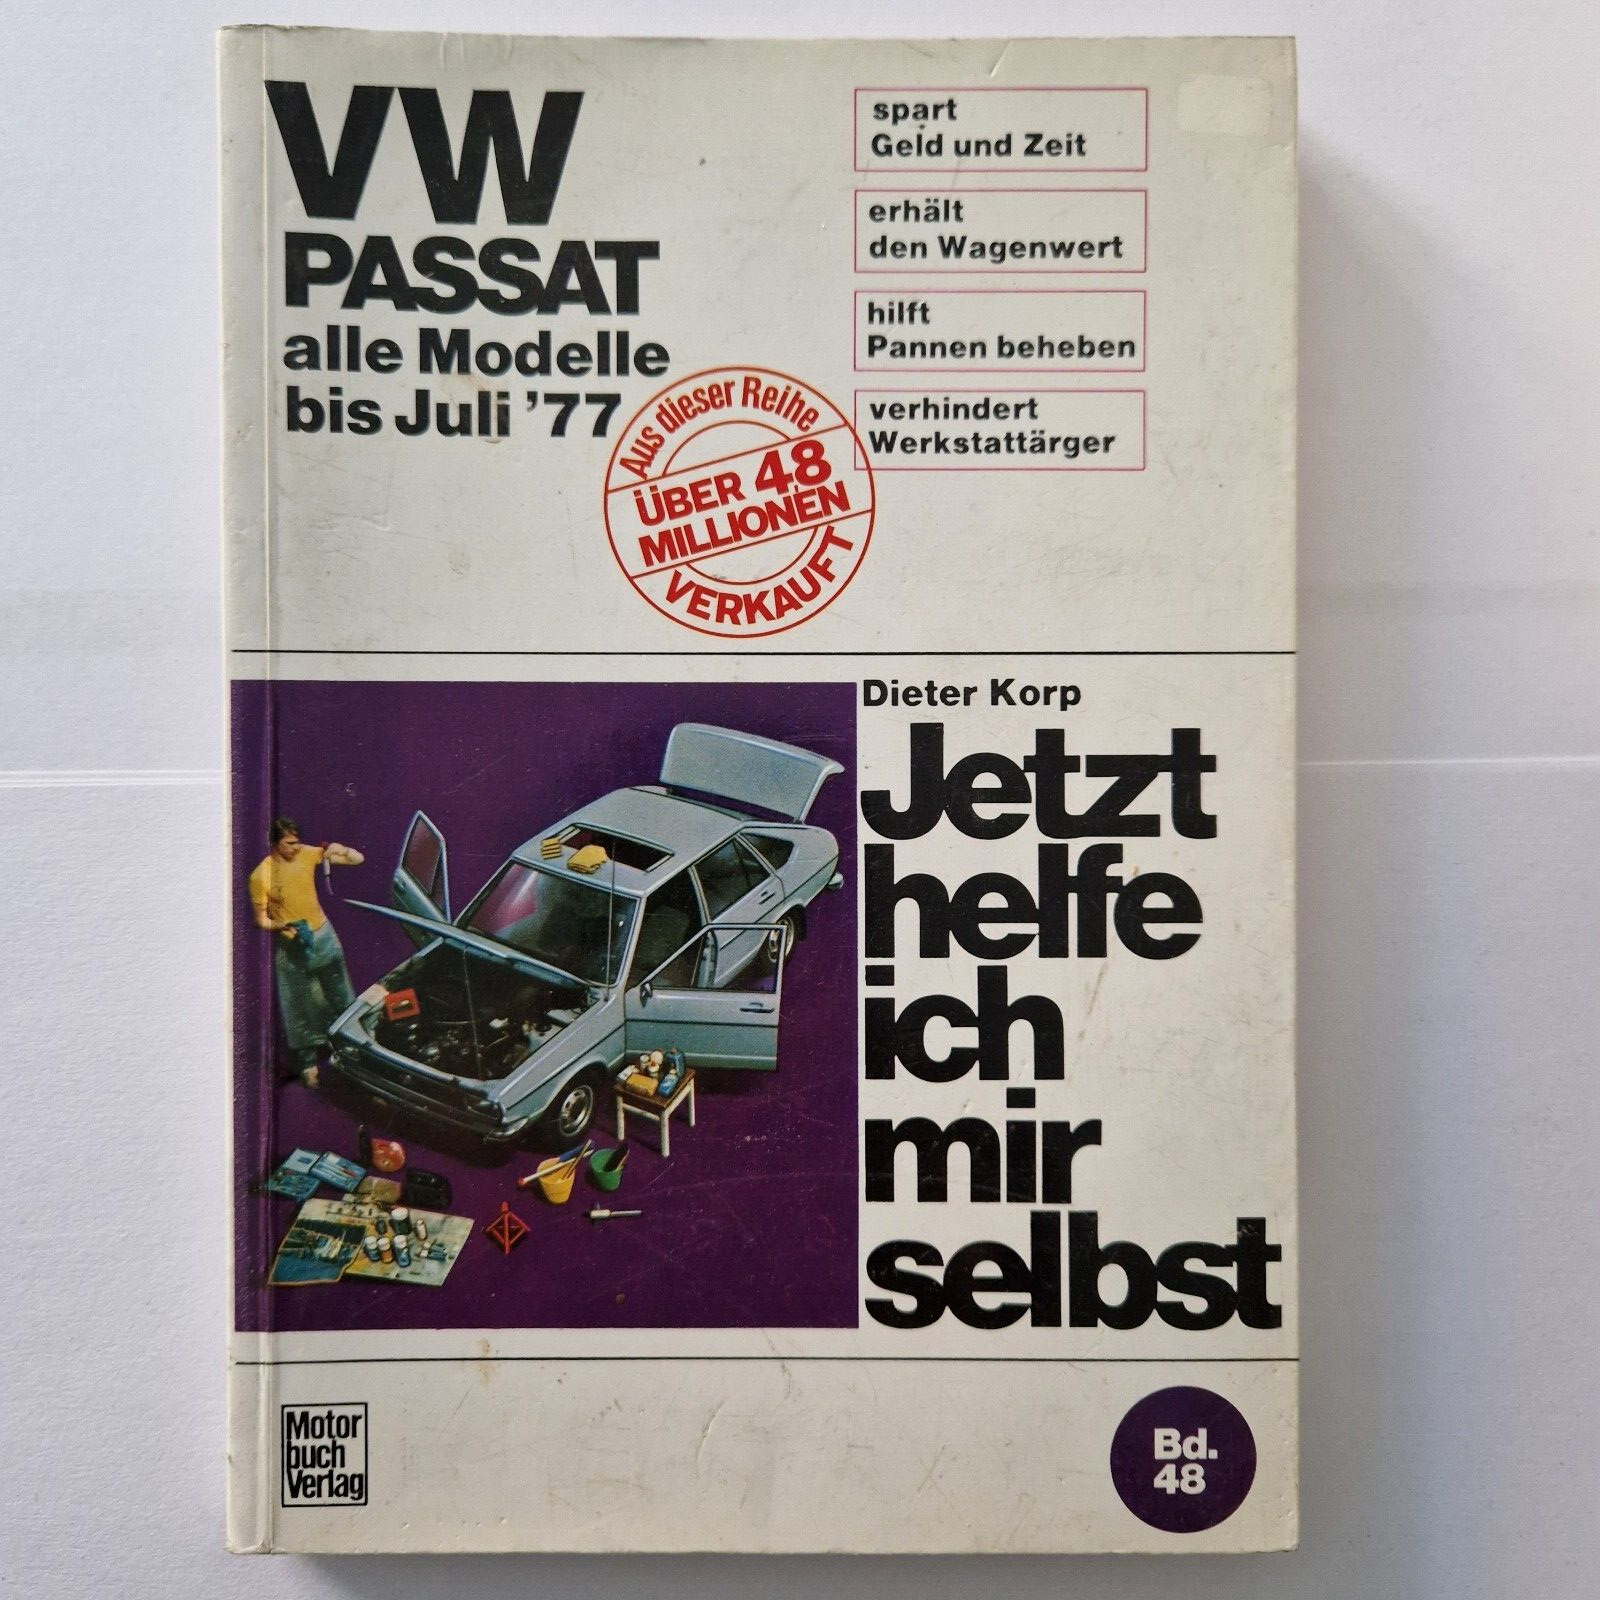 VW
PASSAT
alle Modelle
bis Juli '77
spart
Geld und Zeit
erhält
den Wagenwert
hilft
Pannen beheben
verhindert
Werkstattärger
Aus dieser Reihe
ÜBER 48
MILLIONEN
VERKAUFT
Dieter Korp
Jetzt
helfe
ich
mir
selbst
Motor
buch
Verlag
Bd.
48